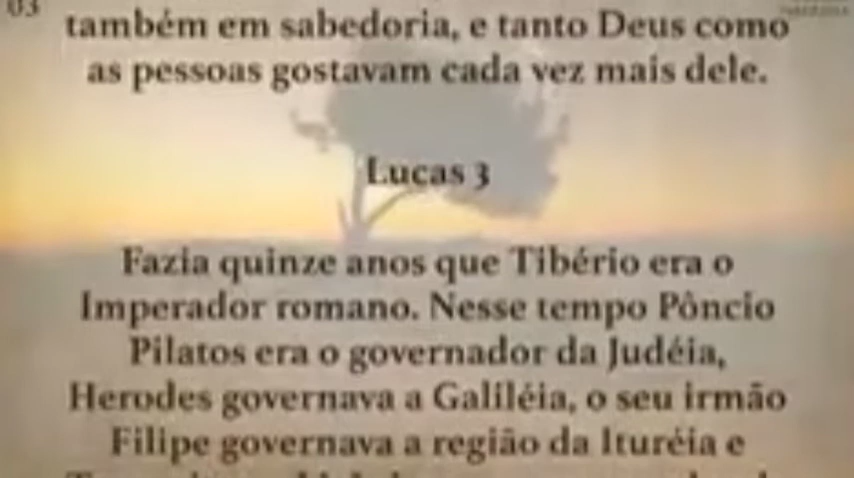 03
também em sabedoria, e tanto Deus como
as pessoas gostavam cada vez mais dele.
Lucas 3
Fazia quinze anos que Tibério era o
Imperador romano. Nesse tempo Pôncio
Pilatos era o governador da Judéia,
Herodes governava a Galiléia, o seu irmão
Filipe governava a região da Ituréia e